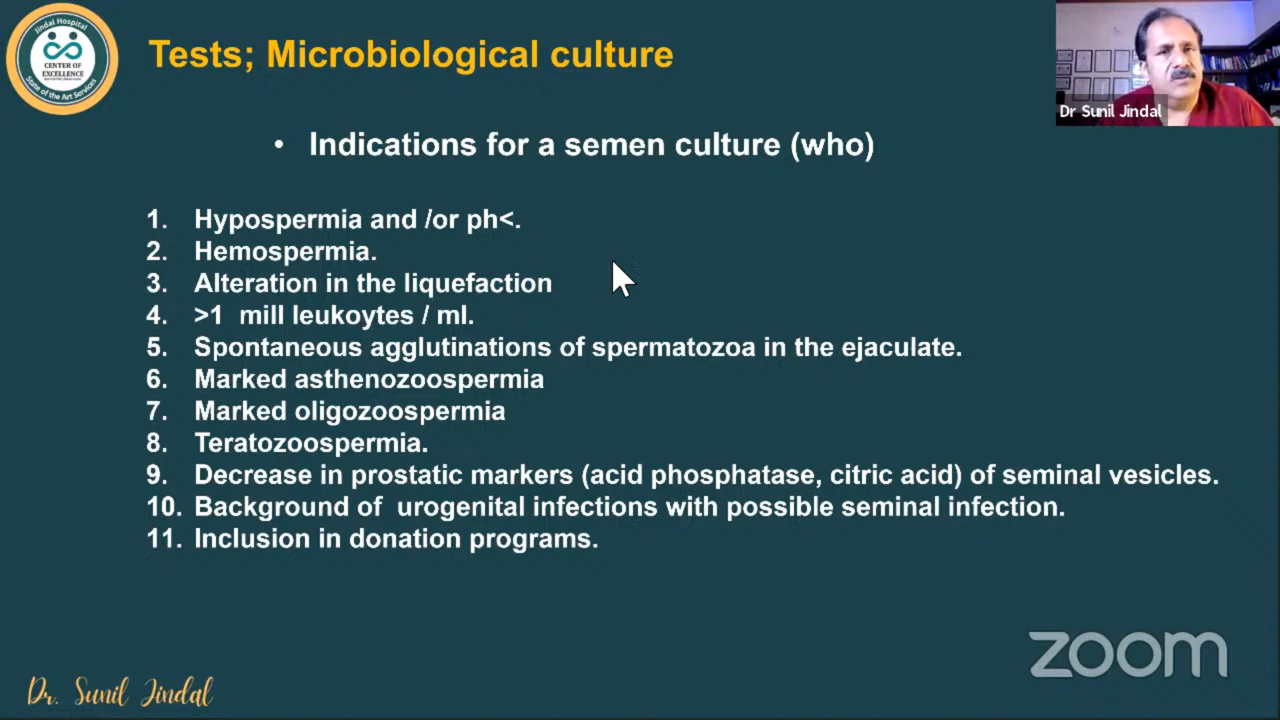 Jindal Hospital
CENTER OF
EXCELLENCE
State of the Art Services
Tests; Microbiological culture
Dr Sunil Jindal
• Indications for a semen culture (who)
1. Hypospermia and /or ph<.
2. Hemospermia.
3. Alteration in the liquefaction
4. >1 mill leukoytes / ml.
5. Spontaneous agglutinations of spermatozoa in the ejaculate.
6. Marked asthenozoospermia
7. Marked oligozoospermia
8. Teratozoospermia.
9. Decrease in prostatic markers (acid phosphatase, citric acid) of seminal vesicles.
10. Background of urogenital infections with possible seminal infection.
11. Inclusion in donation programs.
zoom
Dr. Sunil Jindal